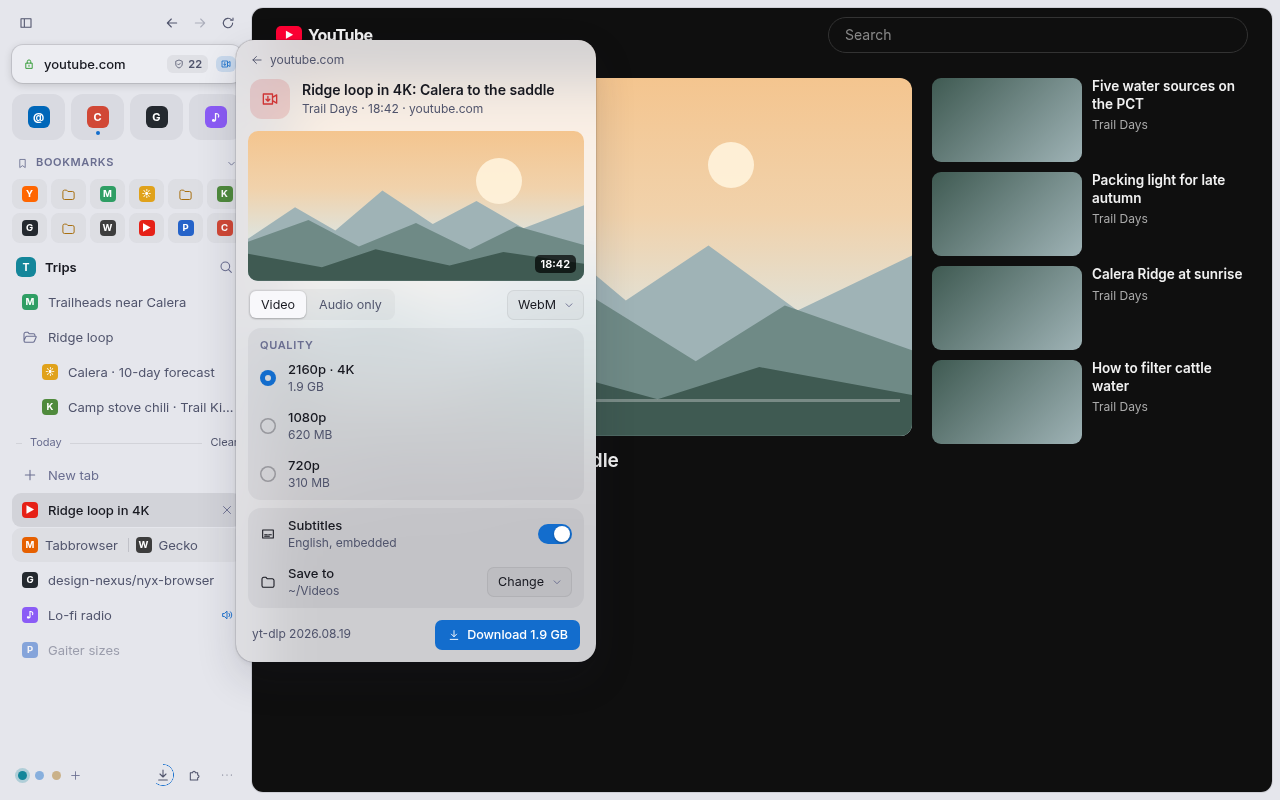 youtube.com
22
@
C
G
BOOKMARKS
Y
M
K
G
W
P
C
T Trips
M Trailheads near Calera
Ridge loop
Calera · 10-day forecast
K Camp stove chili · Trail Ki...
Today
Clear
New tab
Ridge loop in 4K
M Tabbrowser
W Gecko
G design-nexus/nyx-browser
Lo-fi radio
P Gaiter sizes
youtube.com
Ridge loop in 4K: Calera to the saddle
Trail Days · 18:42 · youtube.com
18:42
Video
Audio only
WebM
QUALITY
2160p · 4K
1.9 GB
1080p
620 MB
720p
310 MB
Subtitles
English, embedded
Save to
~/Videos
Change
yt-dlp 2026.08.19
Download 1.9 GB
YouTube
Search
dle
Five water sources on
the PCT
Trail Days
Packing light for late
autumn
Trail Days
Calera Ridge at sunrise
Trail Days
How to filter cattle
water
Trail Days